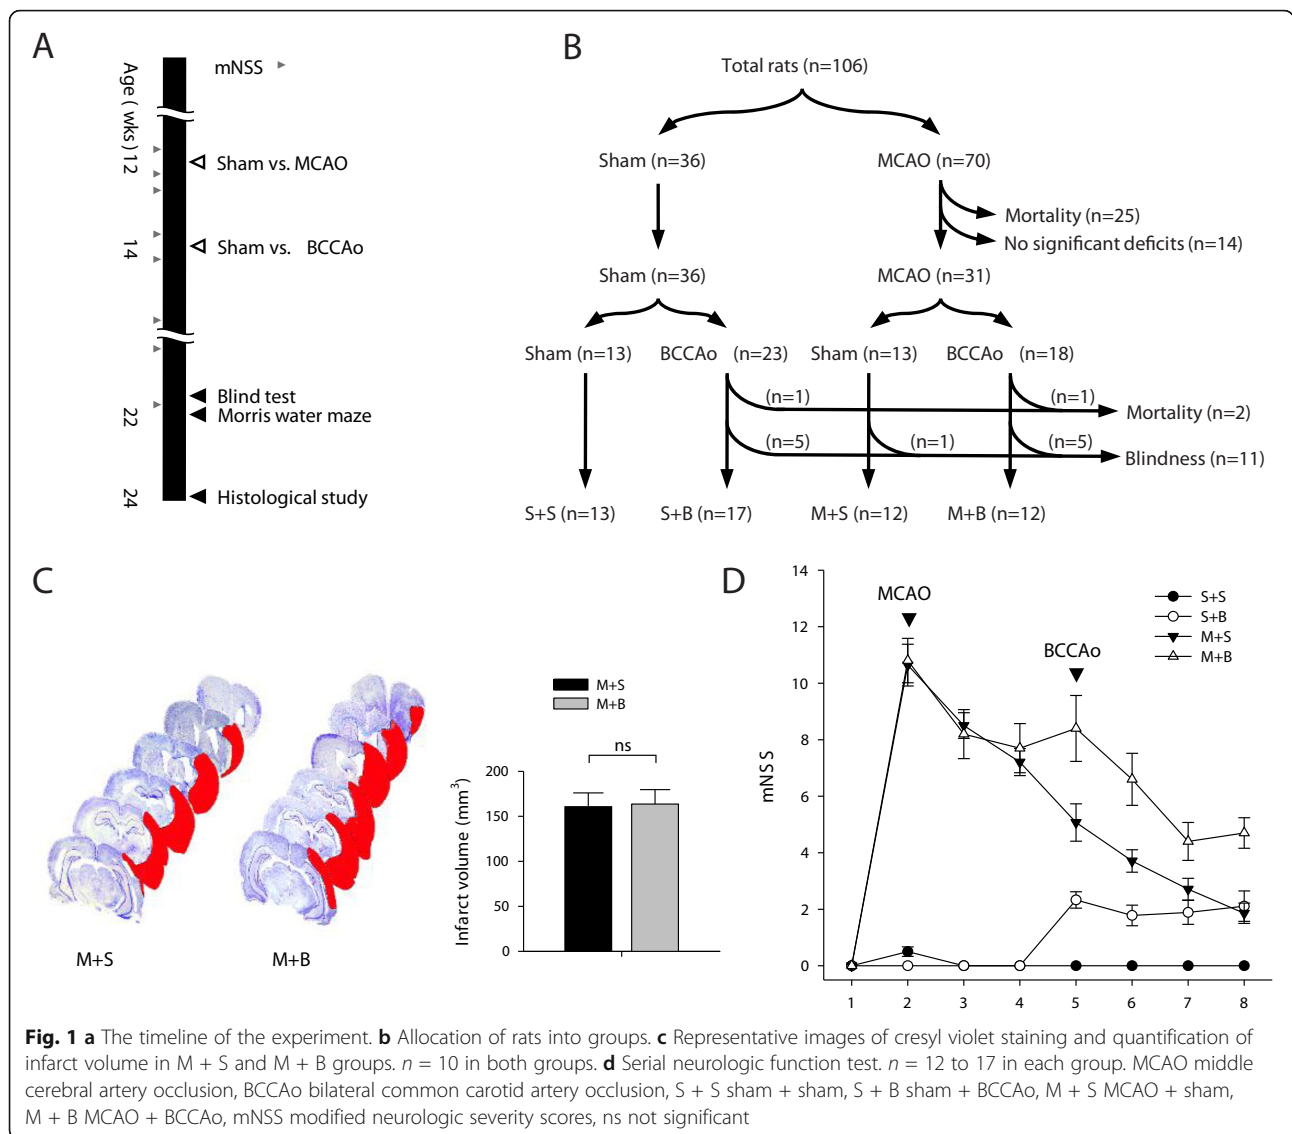 A
Age ( wks )
mNSS
12
Sham vs. MCAO
14
Sham vs. BCCAo
Blind test
22
Morris water maze
24
Histological study
B
Total rats (n=106)
Sham (n=36)
MCAO (n=70)
Mortality (n=25)
No significant deficits (n=14)
Sham (n=36)
MCAO (n=31)
Sham (n=13)
BCCAo (n=23)
Sham (n=13)
BCCAo (n=18)
(n=1)
(n=1)
Mortality (n=2)
(n=5)
(n=1)
(n=5)
Blindness (n=11)
S+S (n=13)
S+B (n=17)
M+S (n=12)
M+B (n=12)
C
M+S
M+B
M+S
M+B
ns
Infarct volume (mm³)
200
150
100
50
0
D
mNS S
14
12
10
8
6
4
2
0
MCAO
BCCAo
S+S
S+B
M+S
M+B
1 2 3 4 5 6 7 8
Fig. 1 a The timeline of the experiment. b Allocation of rats into groups. c Representative images of cresyl violet staining and quantification of
infarct volume in M + S and M + B groups. n = 10 in both groups. d Serial neurologic function test. n = 12 to 17 in each group. MCAO middle
cerebral artery occlusion, BCCAo bilateral common carotid artery occlusion, S + S sham + sham, S + B sham + BCCAo, M + S MCAO + sham,
M + B MCAO + BCCAo, mNSS modified neurologic severity scores, ns not significant